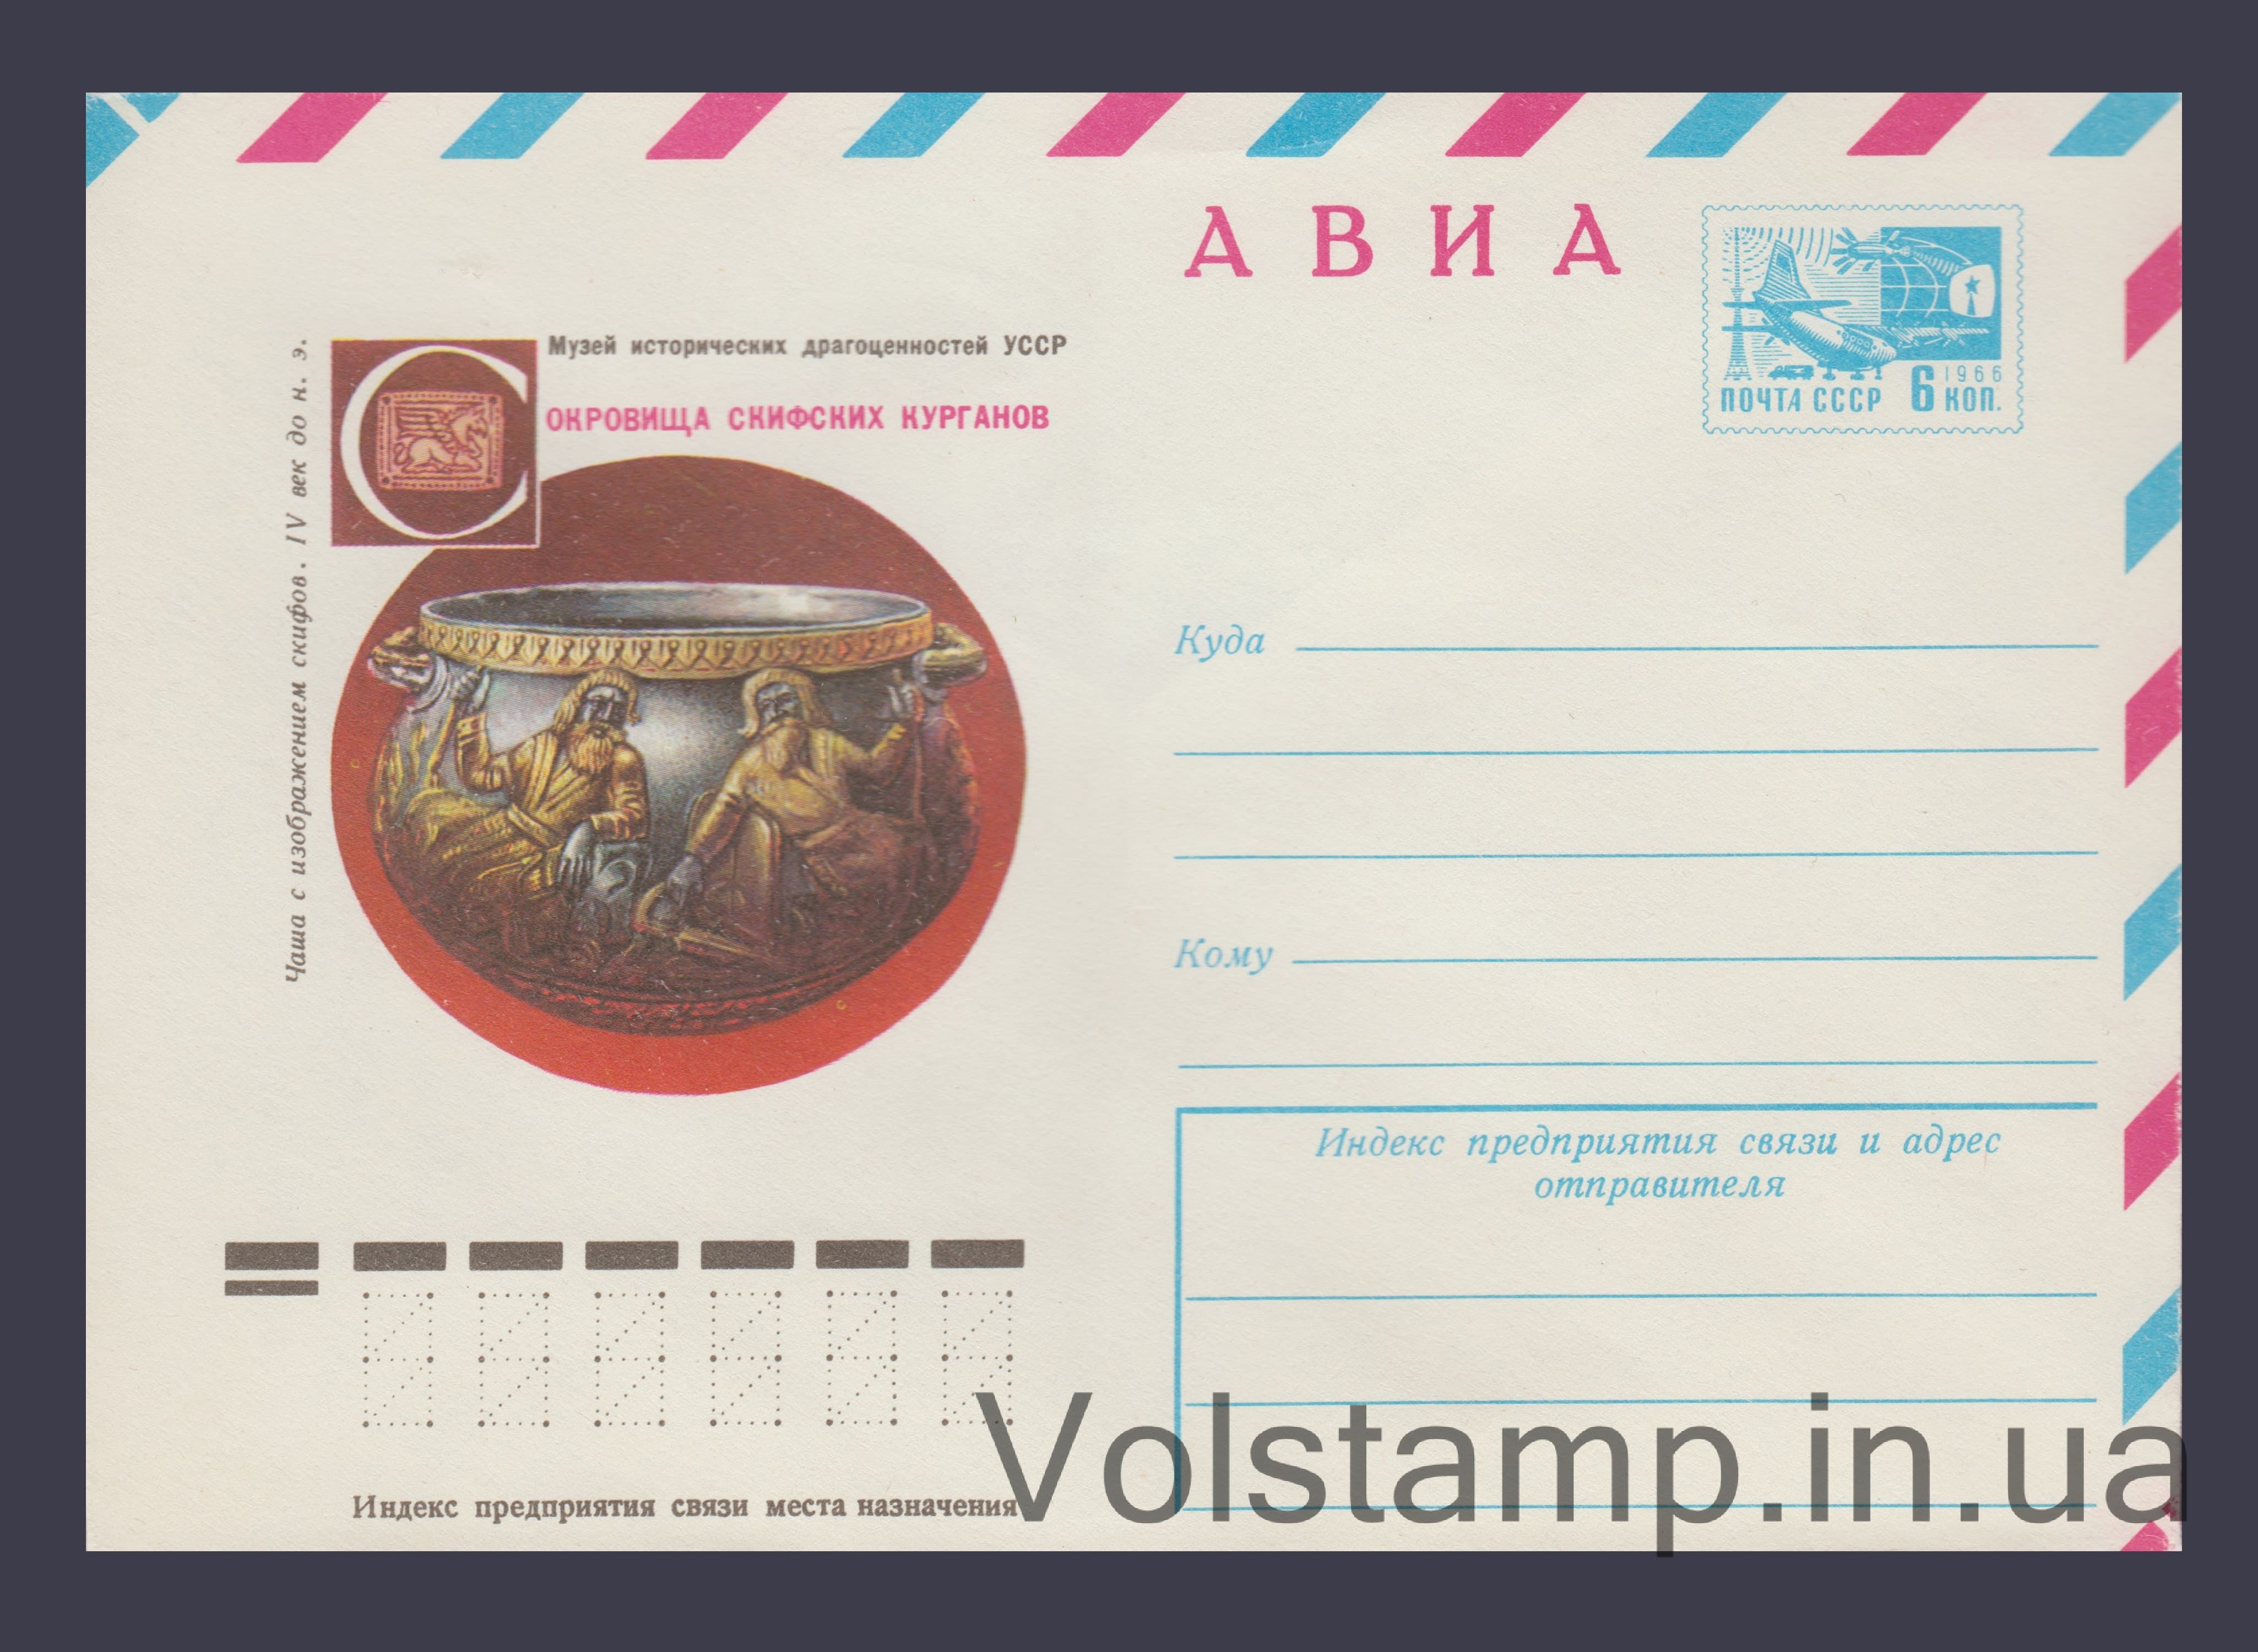 АВИА
1966
ПОЧТА СССР 6 КОП.
Музей исторических драгоценностей УССР
СОКРОВИЩА СКИФСКИХ КУРГАНОВ
Чаша с изображением скифов. IV век до н. э.
Куда
Кому
Индекс предприятия связи и адрес
отправителя
Индекс предприятия связи места назначения
Volstamp.in.ua